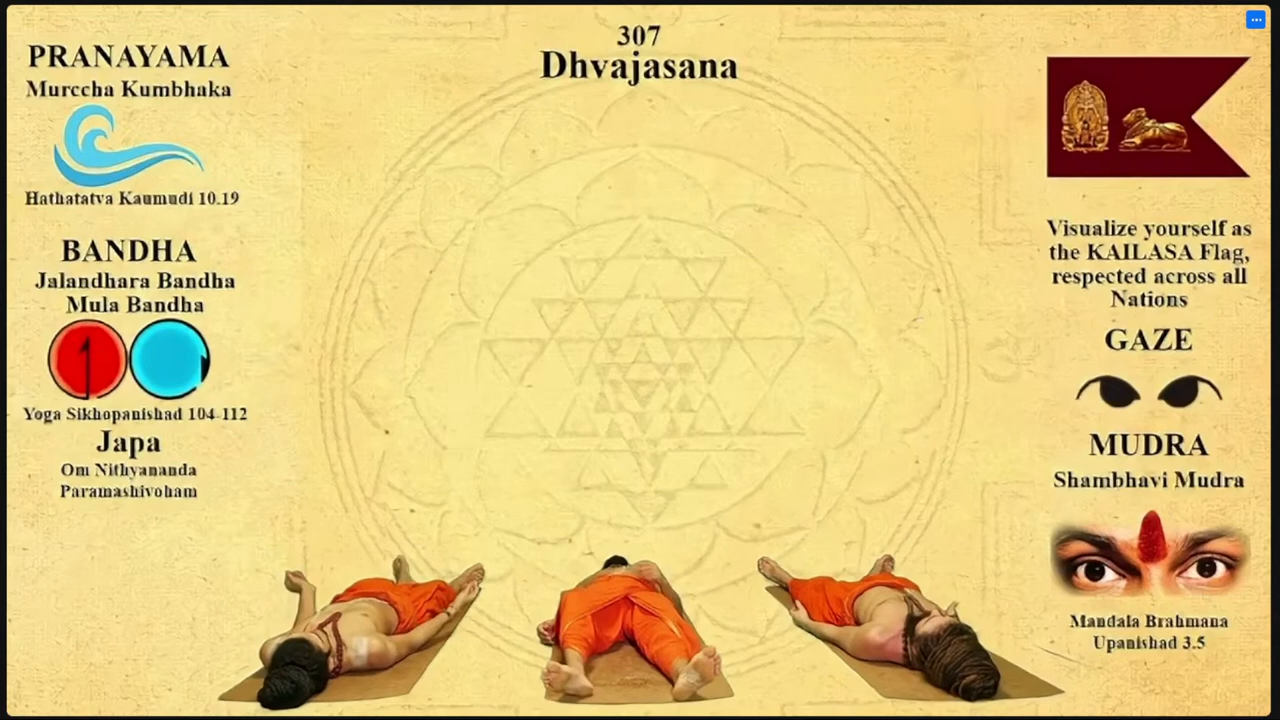 307
Dhvajasana
PRANAYAMA
Murccha Kumbhaka
Hathatatva Kaumudi 10.19
BANDHA
Jalandhara Bandha
Mula Bandha
Yoga Sikhopanishad 104-112
Japa
Om Nithyananda
Paramashivoham
Visualize yourself as
the KAILASA Flag,
respected across all
Nations
GAZE
MUDRA
Shambhavi Mudra
Mandala Brahmana
Upanishad 3.5